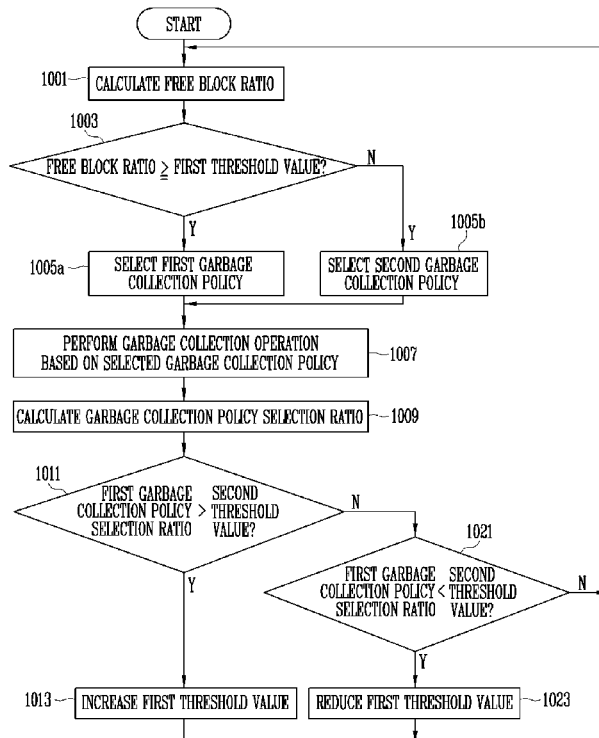 START
1001
CALCULATE FREE BLOCK RATIO
1003
FREE BLOCK RATIO ≧ FIRST THRESHOLD VALUE?
N
Y
Y
1005b
1005a
SELECT FIRST GARBAGE
COLLECTION POLICY
SELECT SECOND GARBAGE
COLLECTION POLICY
PERFORM GARBAGE COLLECTION OPERATION
BASED ON SELECTED GARBAGE COLLECTION POLICY
1007
CALCULATE GARBAGE COLLECTION POLICY SELECTION RATIO
1009
1011
FIRST GARBAGE SECOND
COLLECTION POLICY > THRESHOLD
SELECTION RATIO VALUE?
N
Y
1021
FIRST GARBAGE SECOND
COLLECTION POLICY < THRESHOLD
SELECTION RATIO VALUE?
N
Y
1013
INCREASE FIRST THRESHOLD VALUE
REDUCE FIRST THRESHOLD VALUE
1023